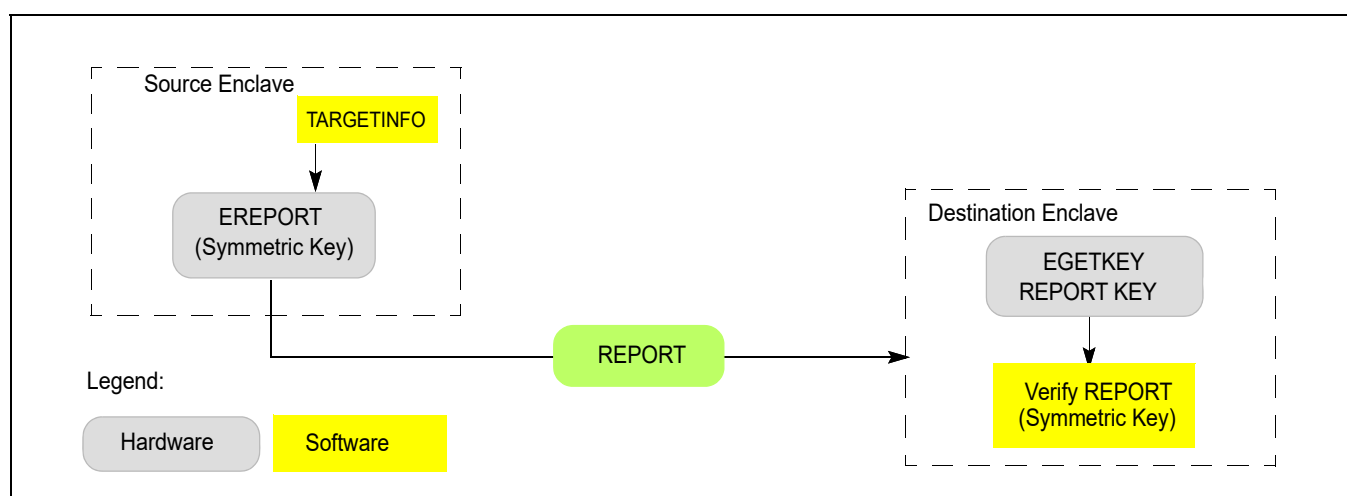 Source Enclave
TARGETINFO
EREPORT
(Symmetric Key)
Destination Enclave
EGETKEY
REPORT KEY
REPORT
Verify REPORT
(Symmetric Key)
Legend:
Hardware
Software